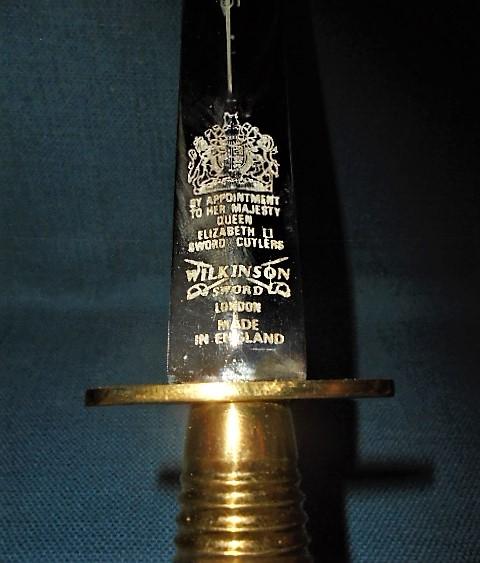 BY APPOINTMENT
TO HER MAJESTY
QUEEN
ELIZABETH II
SWORD CUTLERS
WILKINSON
SWORD
LONDON
MADE
IN ENGLAND